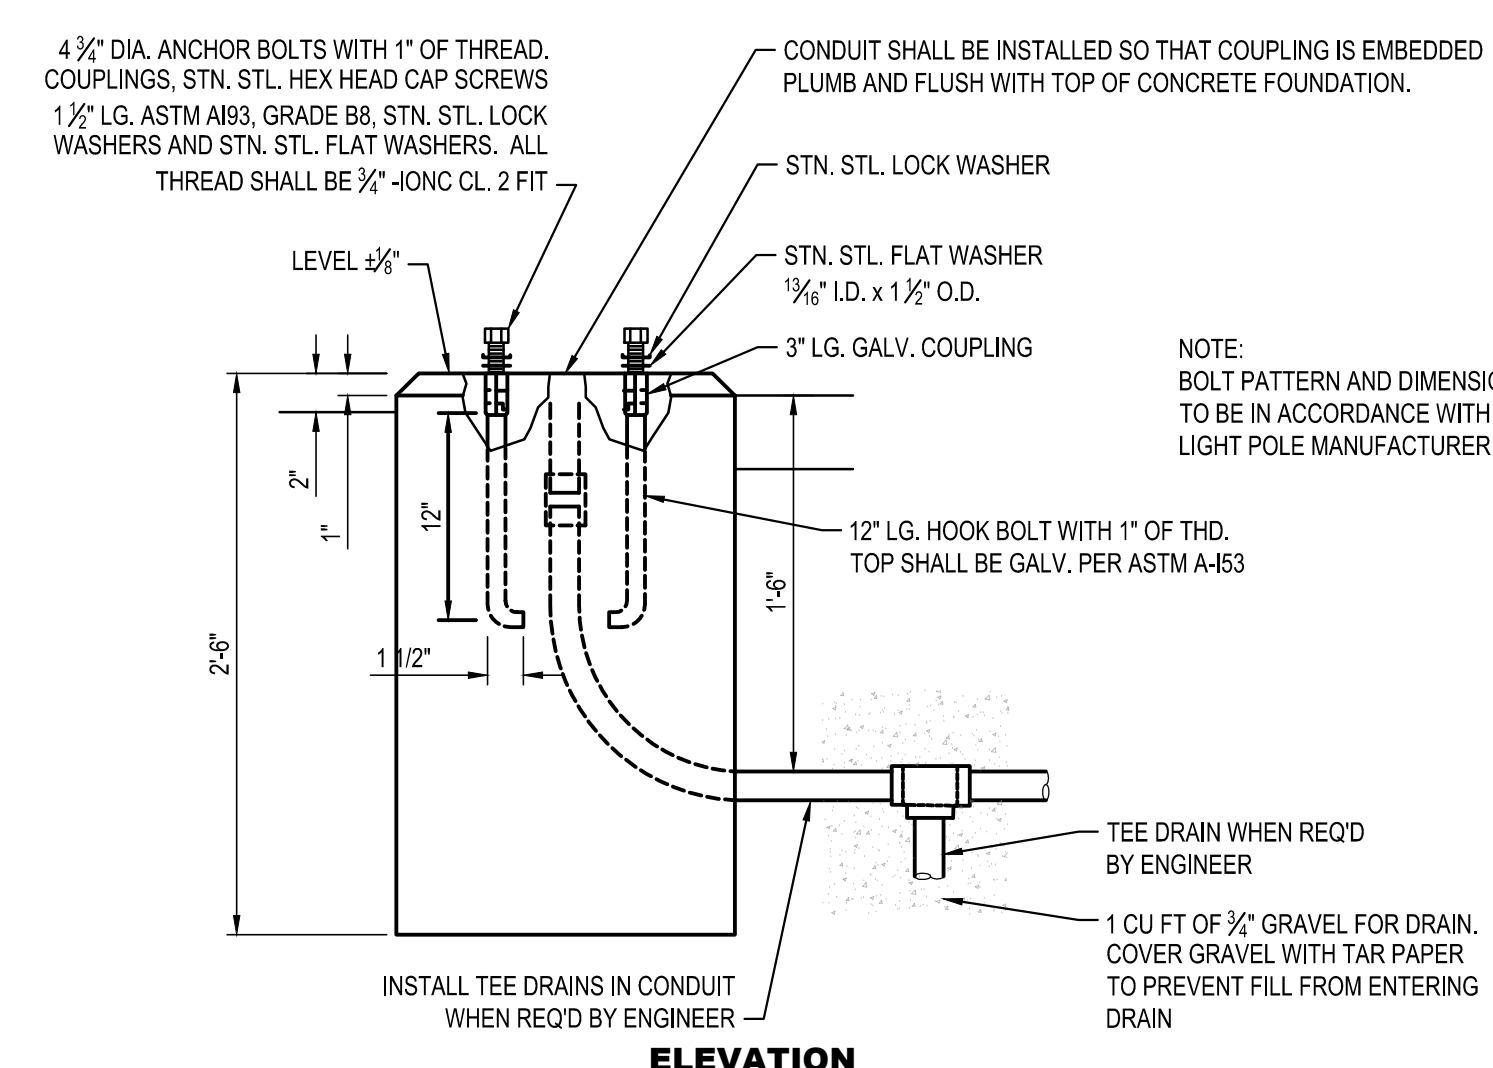 4 ¾" DIA. ANCHOR BOLTS WITH 1" OF THREAD.
COUPLINGS, STN. STL. HEX HEAD CAP SCREWS
1 ½" LG. ASTM AI93, GRADE B8, STN. STL. LOCK
WASHERS AND STN. STL. FLAT WASHERS. ALL
THREAD SHALL BE ¾" -IONC CL. 2 FIT
CONDUIT SHALL BE INSTALLED SO THAT COUPLING IS EMBEDDED
PLUMB AND FLUSH WITH TOP OF CONCRETE FOUNDATION.
STN. STL. LOCK WASHER
LEVEL ±⅛"
STN. STL. FLAT WASHER
13⁄16" I.D. x 1 ½" O.D.
3" LG. GALV. COUPLING
NOTE:
BOLT PATTERN AND DIMENSIO
TO BE IN ACCORDANCE WITH
LIGHT POLE MANUFACTURER
2"
1"
12"
12" LG. HOOK BOLT WITH 1" OF THD.
TOP SHALL BE GALV. PER ASTM A-I53
1'-6"
2'-6"
1 1/2"
TEE DRAIN WHEN REQ'D
BY ENGINEER
1 CU FT OF ¾" GRAVEL FOR DRAIN.
COVER GRAVEL WITH TAR PAPER
TO PREVENT FILL FROM ENTERING
DRAIN
INSTALL TEE DRAINS IN CONDUIT
WHEN REQ'D BY ENGINEER
ELEVATION